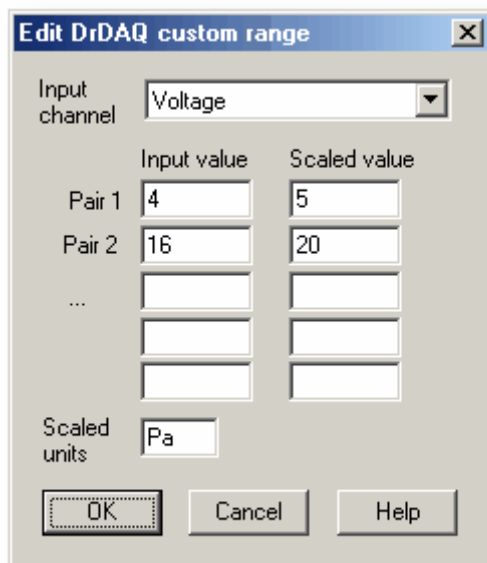 Edit DrDAQ custom range
Input channel
Voltage
Input value Scaled value
Pair 1 4 5
Pair 2 16 20
...
Scaled units
Pa
OK Cancel Help